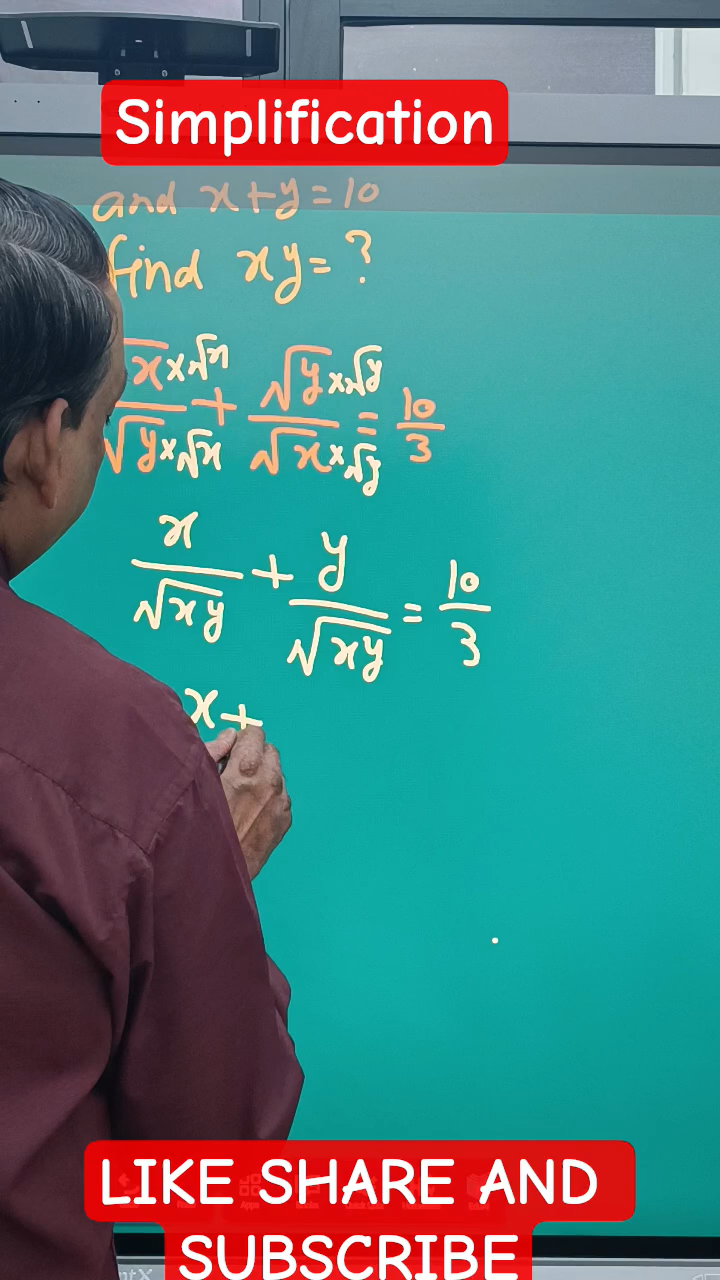 Simplification
and x+y=10
find xy=?
√x×√x/√y×√x + √y×√y/√x×√y = 10/3
x/√xy + y/√xy = 10/3
x+
LIKE SHARE AND
SUBSCRIBE